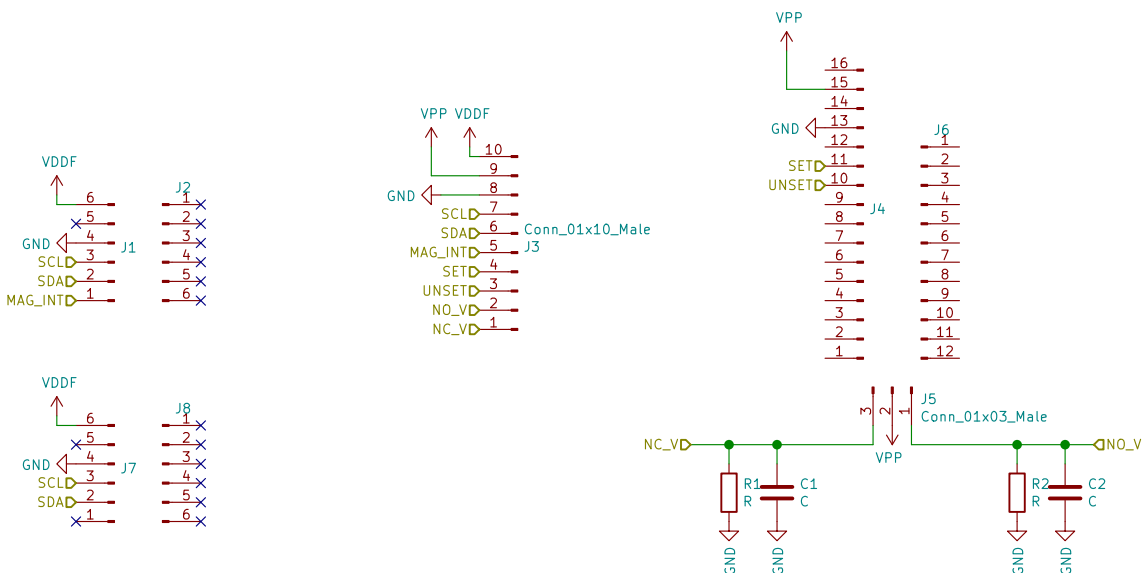 VDDF
6
5
GND
4
J1
SCL
3
SDA
2
MAG_INT
1
J2
1
2
3
4
5
6
VDDF
6
5
GND
4
J7
SCL
3
SDA
2
1
J8
1
2
3
4
5
6
VPP VDDF
10
9
GND
8
SCL
7
SDA
6
Conn_01x10_Male
MAG_INT
5
J3
SET
4
UNSET
3
NO_V
2
NC_V
1
VPP
16
15
14
GND
13
12
SET
11
UNSET
10
9
J4
8
7
6
5
4
3
2
1
J6
1
2
3
4
5
6
7
8
9
10
11
12
3
2
1
J5
Conn_01x03_Male
VPP
NC_V
NO_V
R1
R
C1
C
GND
GND
R2
R
C2
C
GND
GND